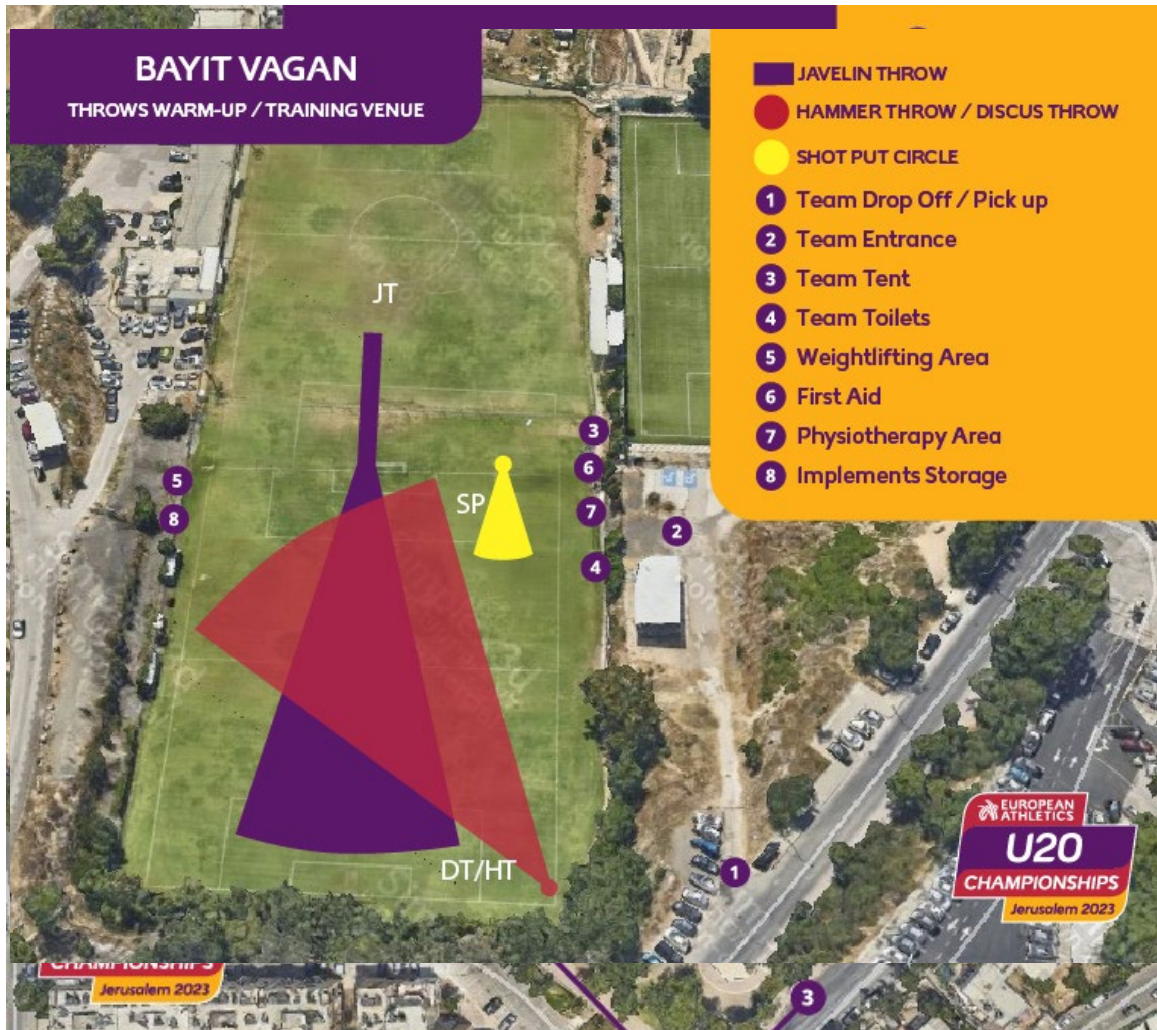 BAYIT VAGAN
THROWS WARM-UP / TRAINING VENUE
JAVELIN THROW
HAMMER THROW / DISCUS THROW
SHOT PUT CIRCLE
1 Team Drop Off / Pick up
2 Team Entrance
3 Team Tent
4 Team Toilets
5 Weightlifting Area
6 First Aid
7 Physiotherapy Area
8 Implements Storage
JT
3
5
SP
6
8
7
2
4
DT/HT
1
EUROPEAN
ATHLETICS
U20
CHAMPIONSHIPS
Jerusalem 2023
CHAMPIONSHIPS
Jerusalem 2023
3